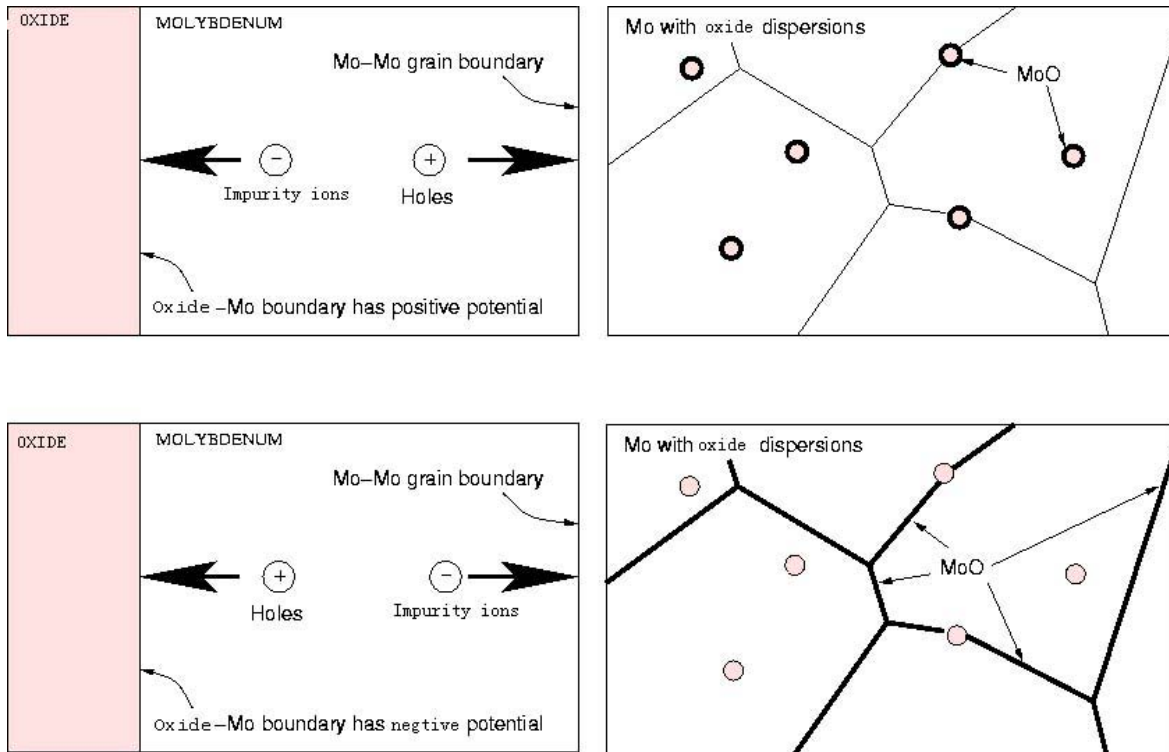 OXIDE
MOLYBDENUM
Mo–Mo grain boundary
−
+
Impurity ions
Holes
Oxide –Mo boundary has positive potential
Mo with oxide dispersions
MoO
OXIDE
MOLYBDENUM
Mo–Mo grain boundary
+
−
Holes
Impurity ions
Oxide –Mo boundary has negtive potential
Mo with oxide dispersions
MoO